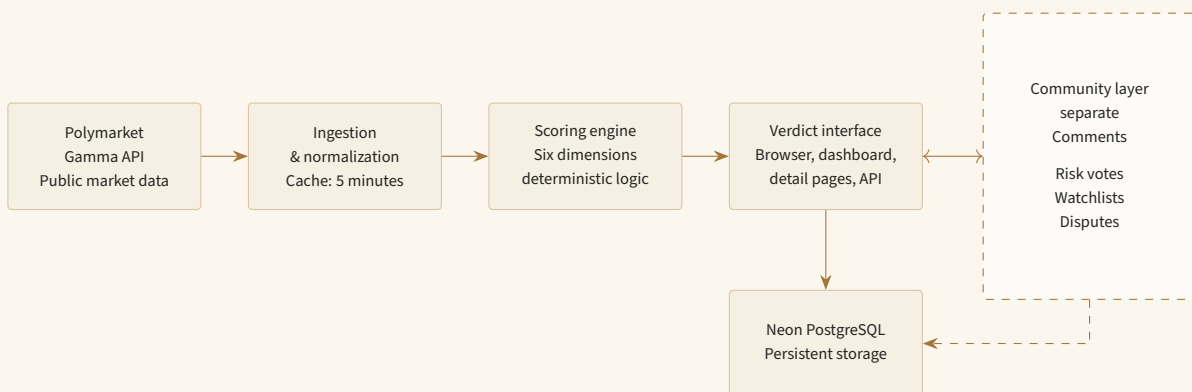 Polymarket
Gamma API
Public market data
Ingestion
& normalization
Cache: 5 minutes
Scoring engine
Six dimensions
deterministic logic
Verdict interface
Browser, dashboard,
detail pages, API
Community layer
separate
Comments
Risk votes
Watchlists
Disputes
Neon PostgreSQL
Persistent storage